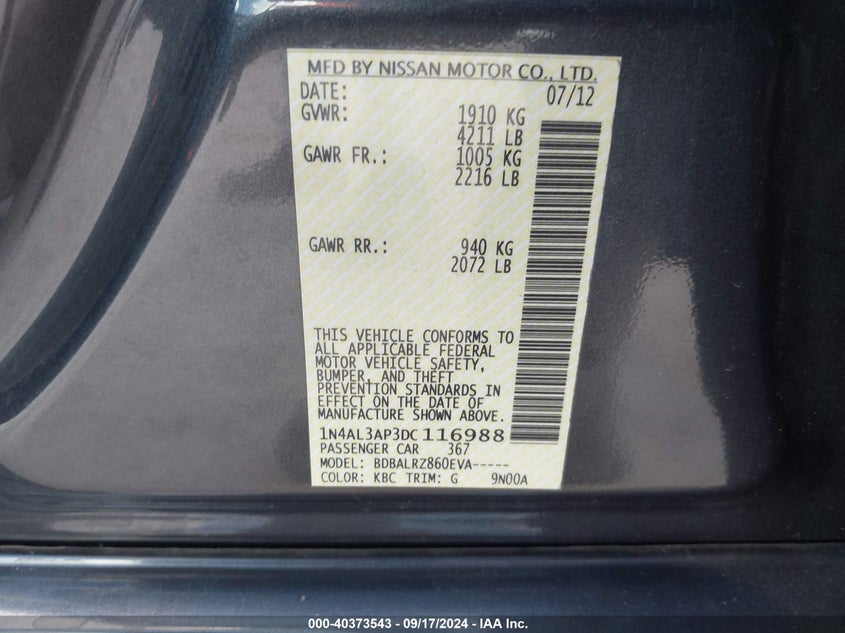 MFD BY NISSAN MOTOR CO., LTD.
DATE: 07/12
GVWR: 1910 KG
4211 LB
GAWR FR.: 1005 KG
2216 LB
GAWR RR.: 940 KG
2072 LB
THIS VEHICLE CONFORMS TO
ALL APPLICABLE FEDERAL
MOTOR VEHICLE SAFETY,
BUMPER, AND THEFT
PREVENTION STANDARDS IN
EFFECT ON THE DATE OF
MANUFACTURE SHOWN ABOVE.
1N4AL3AP3DC116988
PASSENGER CAR 367
MODEL: BDBALRZ860EVA-----
COLOR: KBC TRIM: G 9N00A
000-40373543 - 09/17/2024 - IAA Inc.